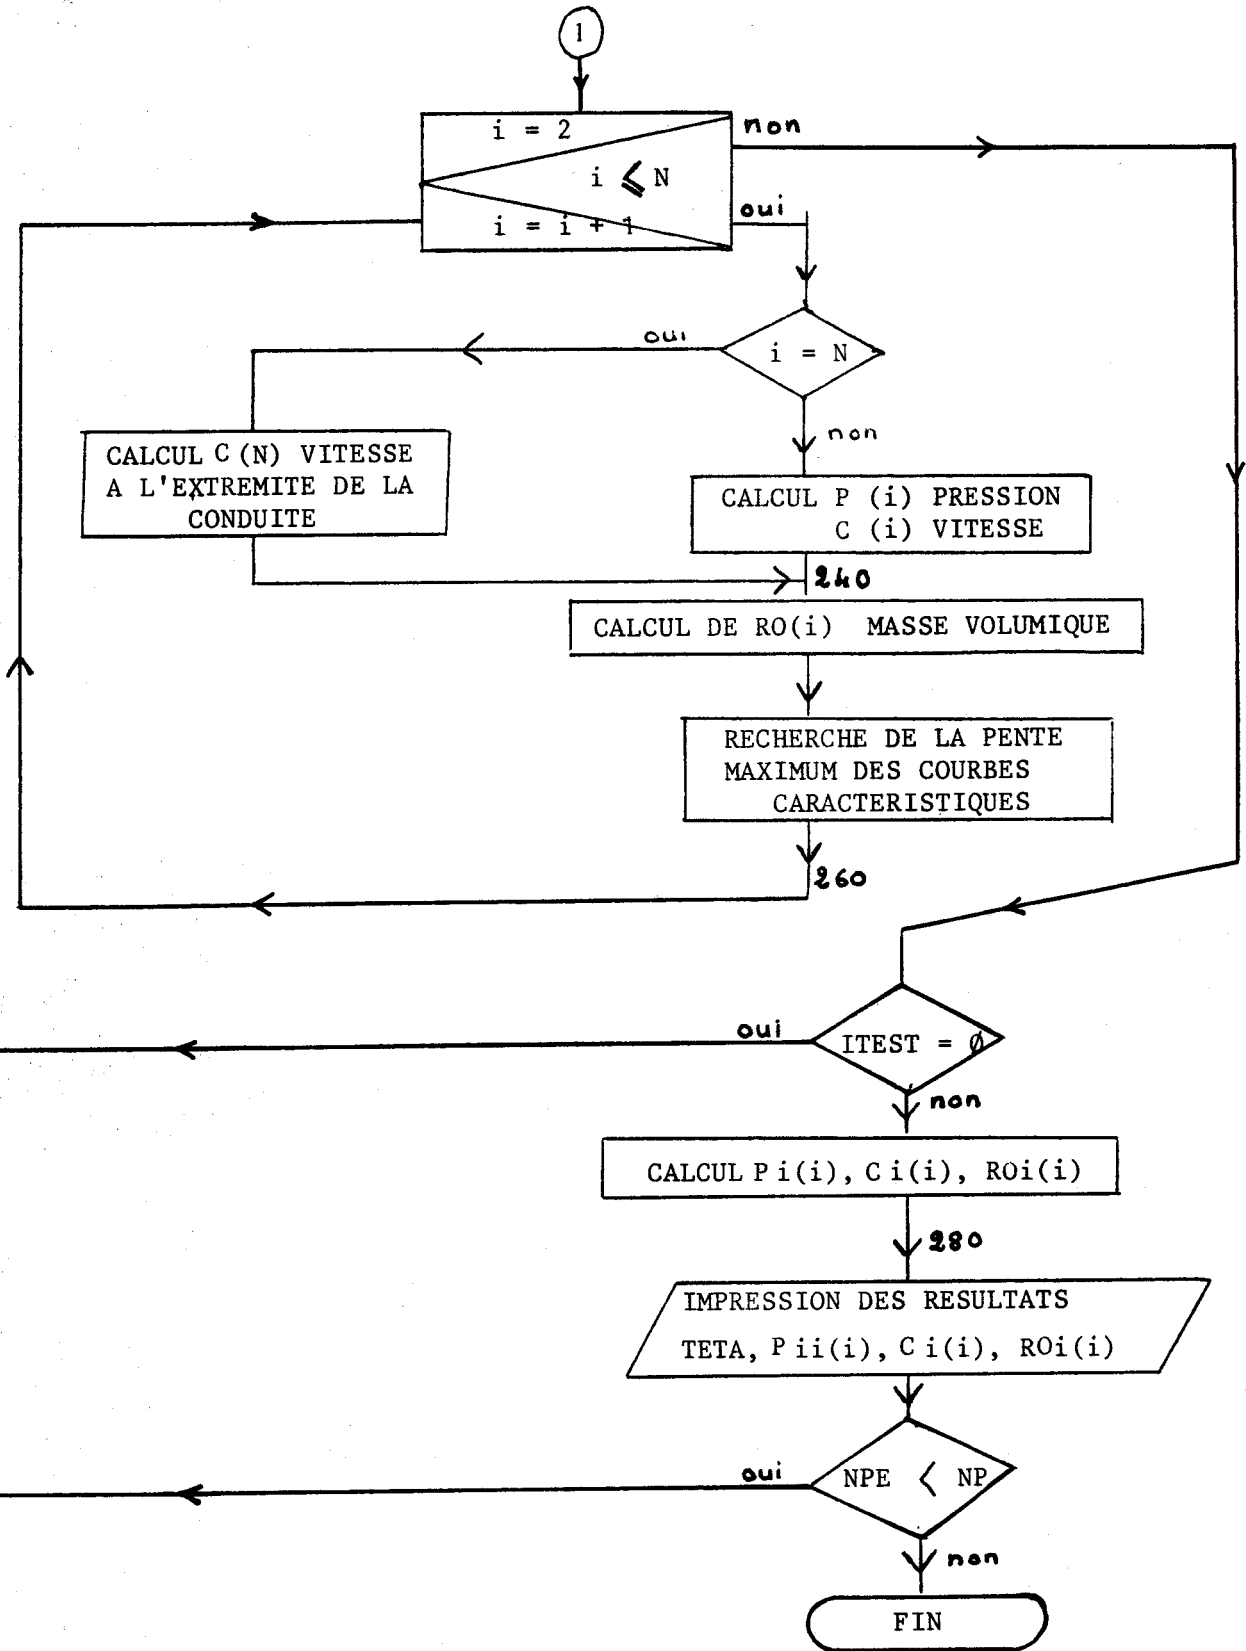 1
i = 2
non
i ⩽ N
oui
i = i + 1
oui
i = N
non
CALCUL C (N) VITESSE
A L'EXTREMITE DE LA
CONDUITE
CALCUL P (i) PRESSION
C (i) VITESSE
240
CALCUL DE RO(i) MASSE VOLUMIQUE
RECHERCHE DE LA PENTE
MAXIMUM DES COURBES
CARACTERISTIQUES
260
oui
ITEST = Ø
non
CALCUL P i(i), C i(i), ROi(i)
280
IMPRESSION DES RESULTATS
TETA, P ii(i), C i(i), ROi(i)
oui
NPE < NP
non
FIN